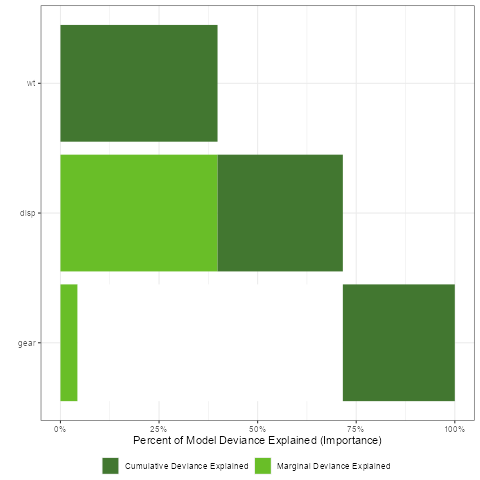 wt
disp
gear
0% 25% 50% 75% 100%
Percent of Model Deviance Explained (Importance)
Cumulative Deviance Explained Marginal Deviance Explained